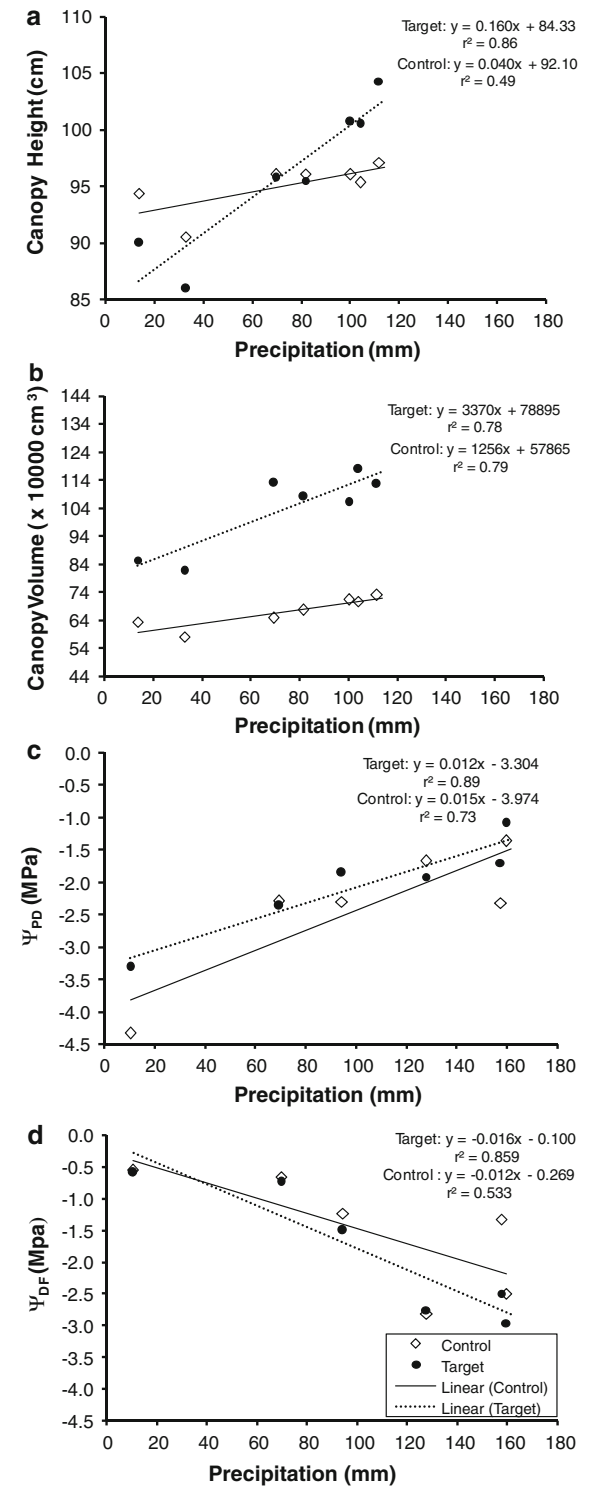 a
Target: y = 0.160x + 84.33
r² = 0.86
Control: y = 0.040x + 92.10
r² = 0.49
110
105
100
95
90
85
Canopy Height (cm)
0 20 40 60 80 100 120 140 160 180
Precipitation (mm)
b
Target: y = 3370x + 78895
r² = 0.78
Control: y = 1256x + 57865
r² = 0.79
144
134
124
114
104
94
84
74
64
54
44
Canopy Volume ( x 10000 cm³)
0 20 40 60 80 100 120 140 160 180
Precipitation (mm)
c
Target: y = 0.012x - 3.304
r² = 0.89
Control: y = 0.015x - 3.974
r² = 0.73
0.0
-0.5
-1.0
-1.5
-2.0
-2.5
-3.0
-3.5
-4.0
-4.5
ΨPD (MPa)
0 20 40 60 80 100 120 140 160 180
Precipitation (mm)
d
Target: y = -0.016x - 0.100
r² = 0.859
Control : y = -0.012x - 0.269
r² = 0.533
0.0
-0.5
-1.0
-1.5
-2.0
-2.5
-3.0
-3.5
-4.0
-4.5
ΨDF (Mpa)
Control
Target
Linear (Control)
Linear (Target)
0 20 40 60 80 100 120 140 160 180
Precipitation (mm)